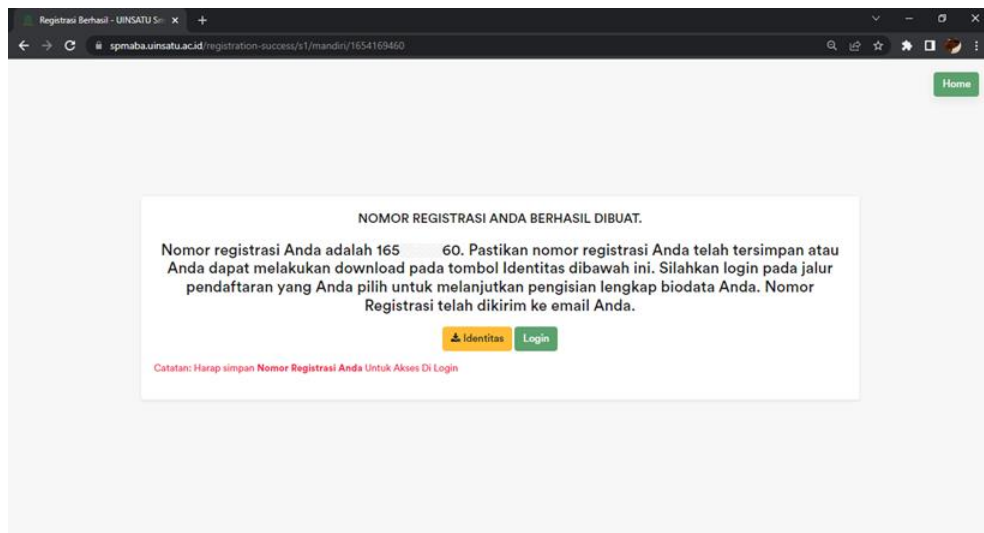 Registrasi Berhasil - UINSATU Sm
spmaba.uinsatu.ac.id/registration-success/s1/mandiri/1654169460
Home
NOMOR REGISTRASI ANDA BERHASIL DIBUAT.
Nomor registrasi Anda adalah 165 60. Pastikan nomor registrasi Anda telah tersimpan atau
Anda dapat melakukan download pada tombol Identitas dibawah ini. Silahkan login pada jalur
pendaftaran yang Anda pilih untuk melanjutkan pengisian lengkap biodata Anda. Nomor
Registrasi telah dikirim ke email Anda.
Identitas Login
Catatan: Harap simpan Nomor Registrasi Anda Untuk Akses Di Login